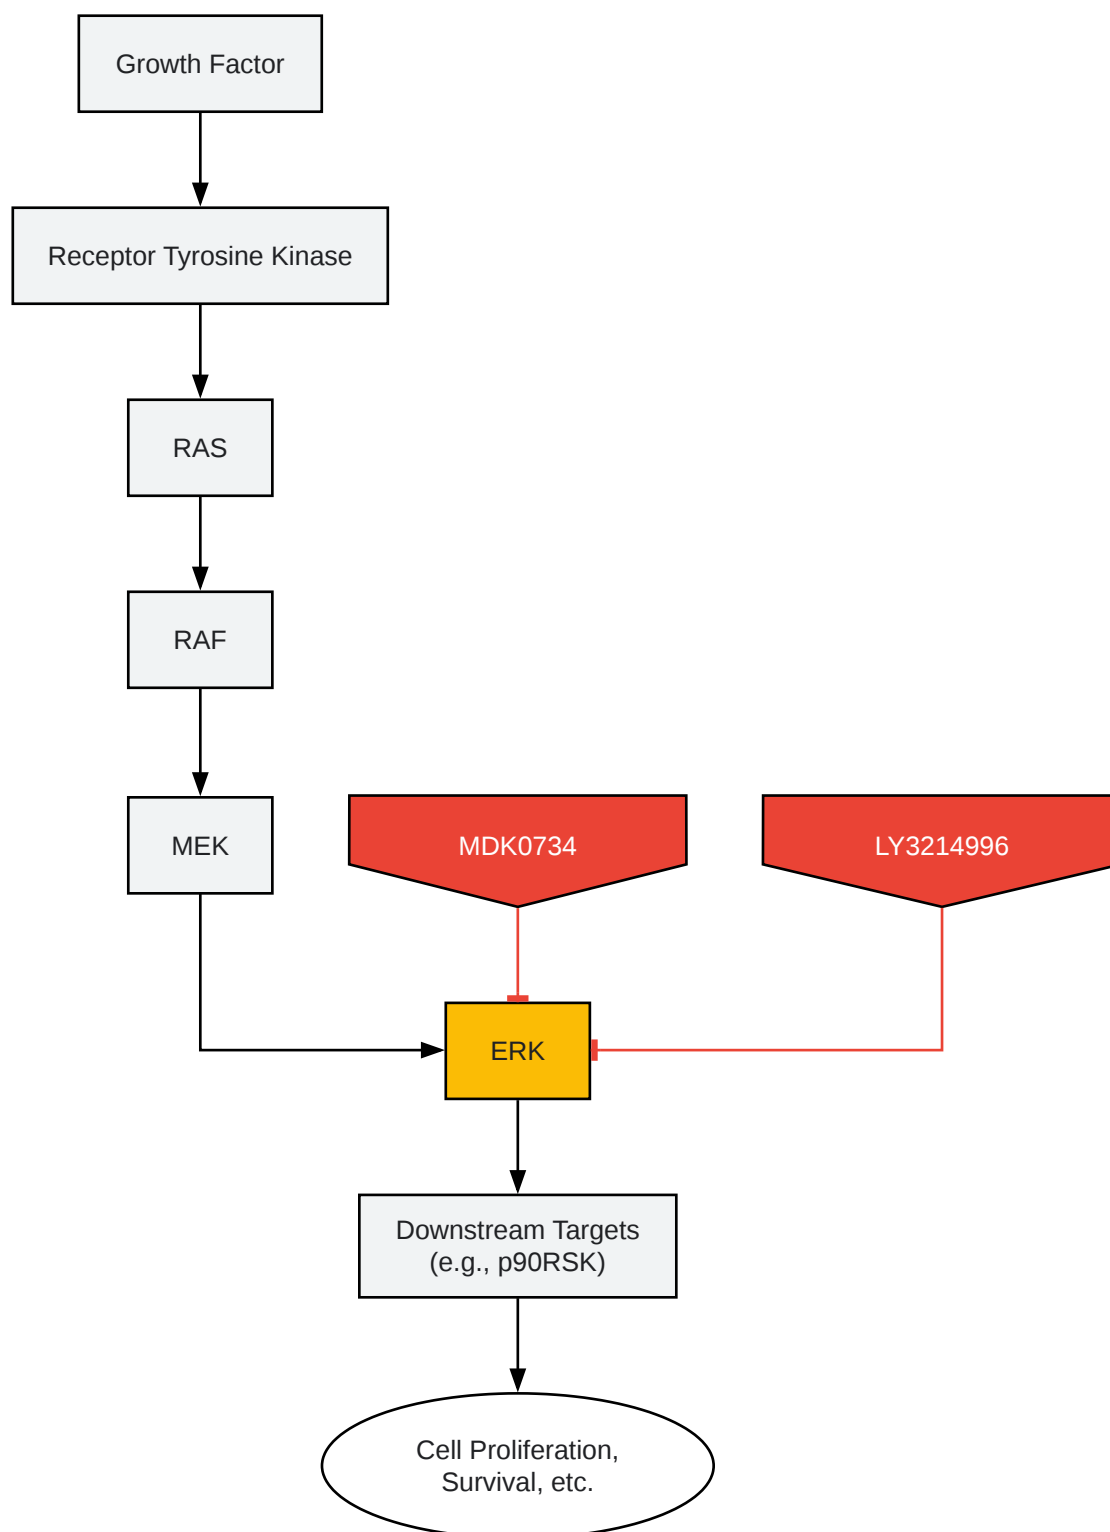 Growth Factor
Receptor Tyrosine Kinase
RAS
RAF
MEK
MDK0734
LY3214996
ERK
Downstream Targets
(e.g., p90RSK)
Cell Proliferation,
Survival, etc.